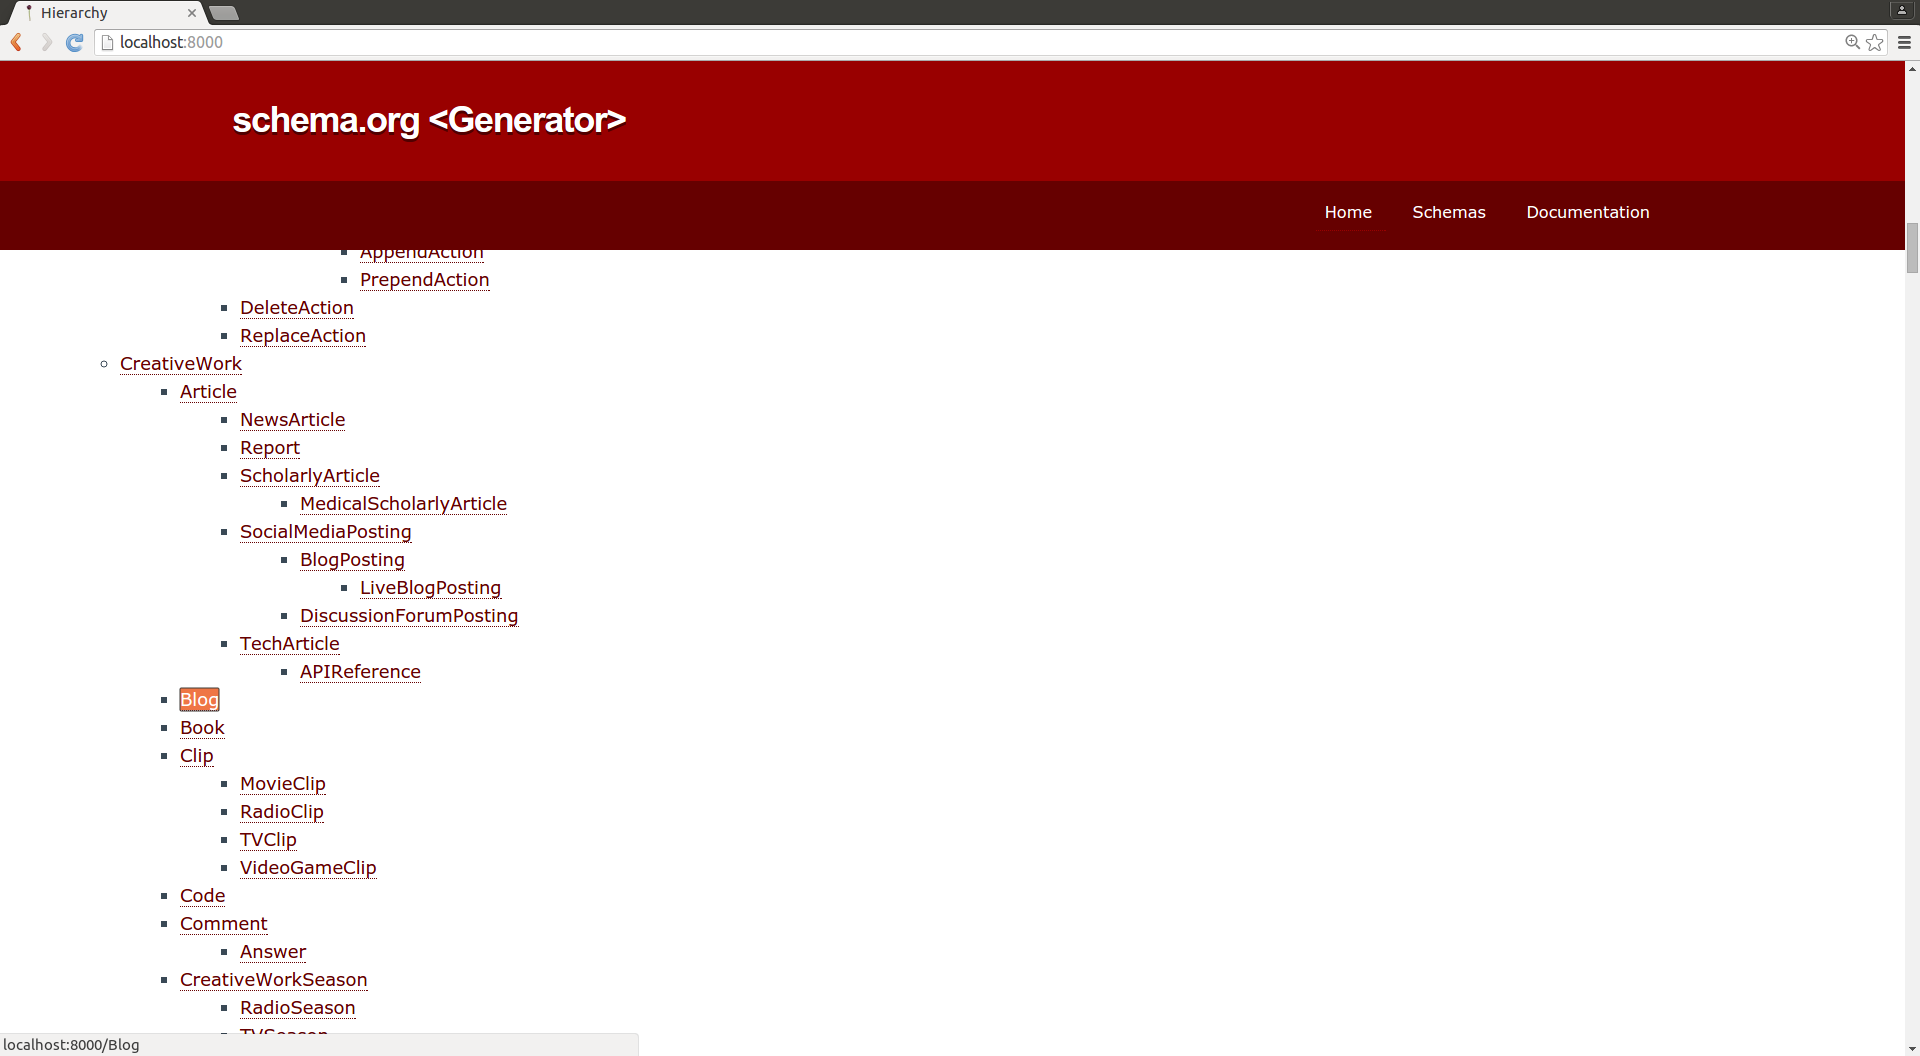 Hierarchy
localhost:8000
schema.org <Generator>
Home Schemas Documentation
AppendAction
PrependAction
DeleteAction
ReplaceAction
CreativeWork
Article
NewsArticle
Report
ScholarlyArticle
MedicalScholarlyArticle
SocialMediaPosting
BlogPosting
LiveBlogPosting
DiscussionForumPosting
TechArticle
APIReference
Blog
Book
Clip
MovieClip
RadioClip
TVClip
VideoGameClip
Code
Comment
Answer
CreativeWorkSeason
RadioSeason
TVSeason
localhost:8000/Blog